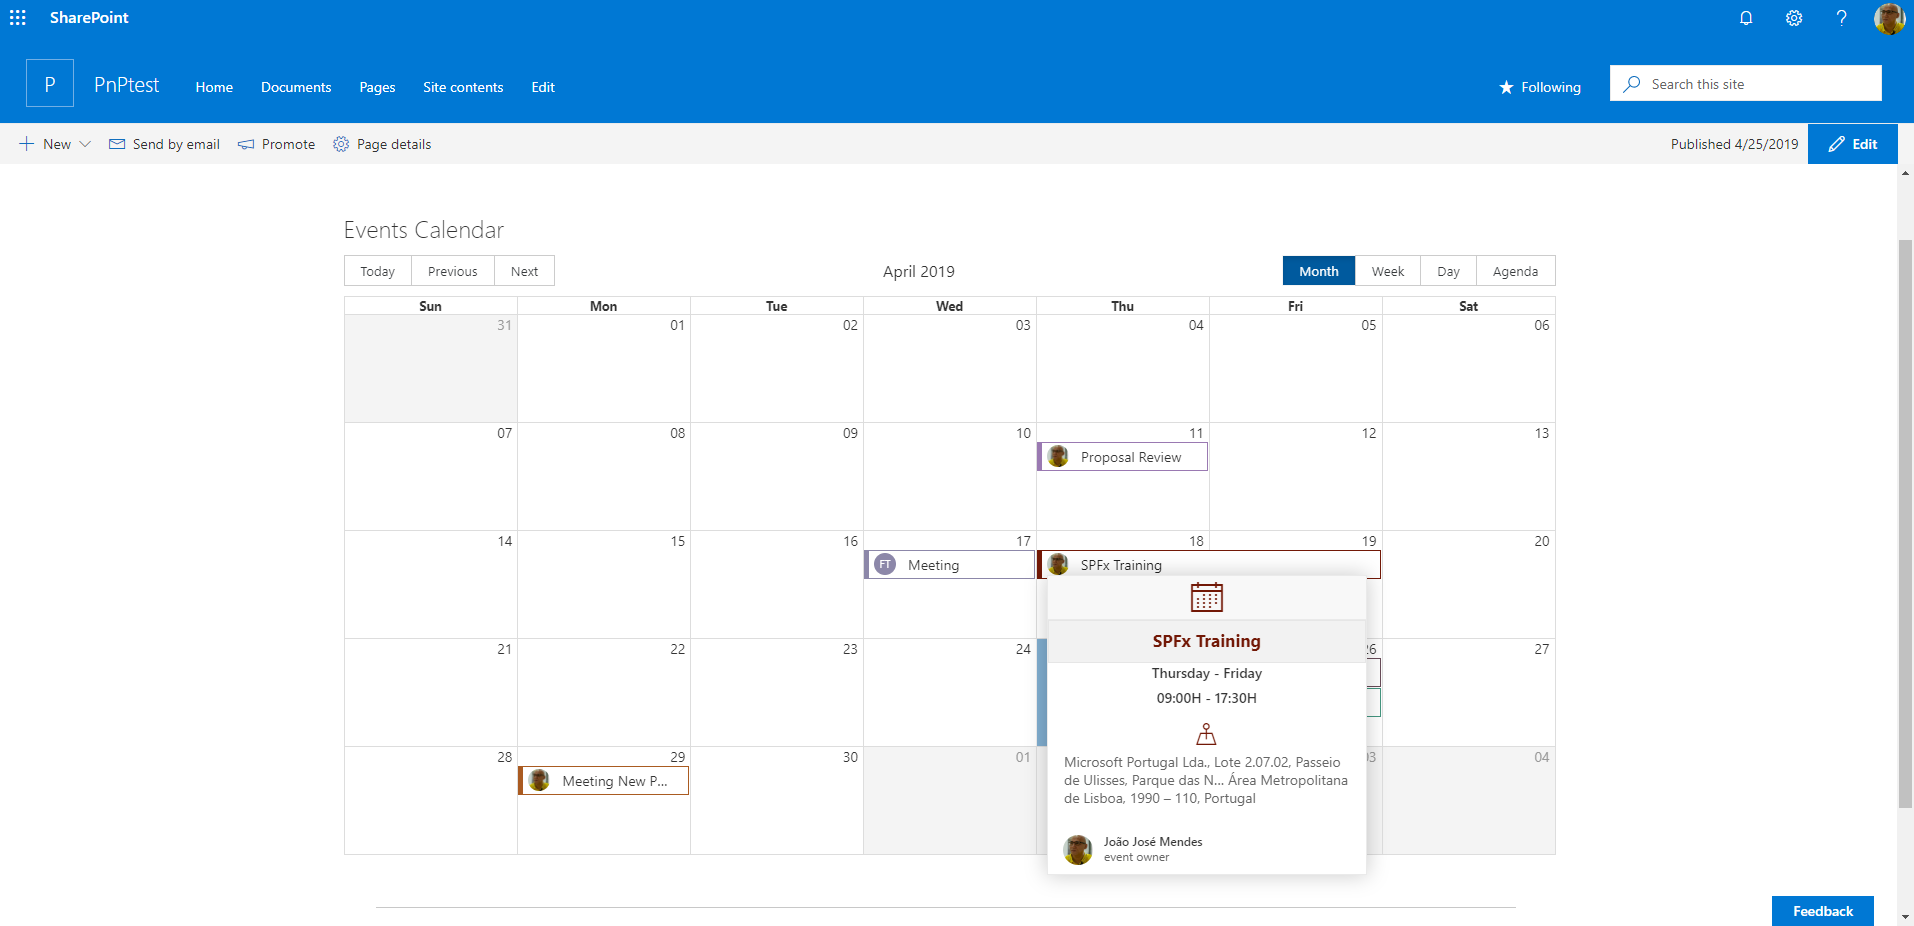 SharePoint
P
PnPtest
Home
Documents
Pages
Site contents
Edit
Following
Search this site
New
Send by email
Promote
Page details
Published 4/25/2019
Edit
Events Calendar
Today
Previous
Next
April 2019
Month
Week
Day
Agenda
Sun Mon Tue Wed Thu Fri Sat
31 01 02 03 04 05 06
07 08 09 10 11 12 13
Proposal Review
14 15 16 17 18 19 20
FT Meeting
SPFx Training
21 22 23 24 26 27
28 29 30 01 03 04
Meeting New P...
SPFx Training
Thursday - Friday
09:00H - 17:30H
Microsoft Portugal Lda., Lote 2.07.02, Passeio
de Ulisses, Parque das N... Área Metropolitana
de Lisboa, 1990 – 110, Portugal
João José Mendes
event owner
Feedback